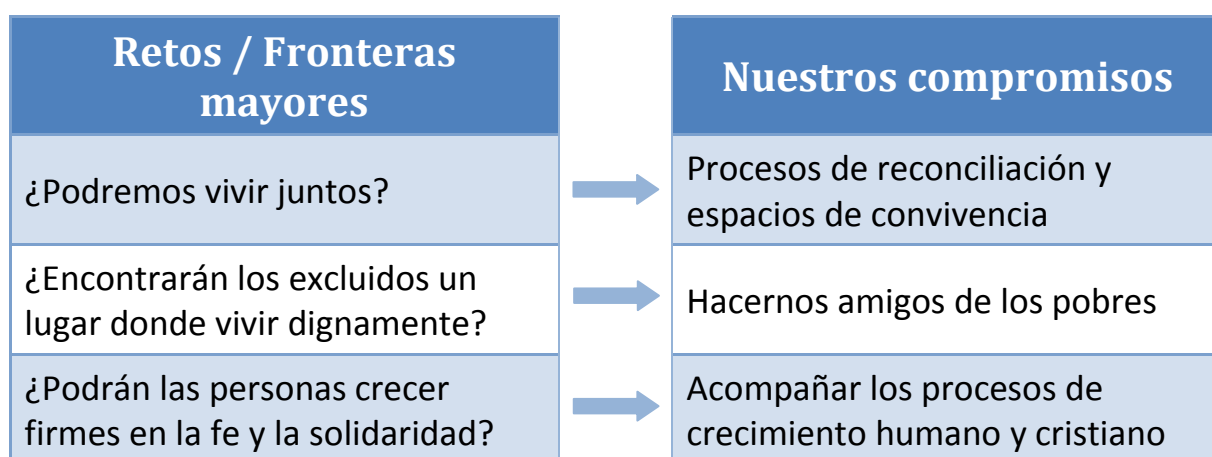 Retos / Fronteras
mayores
Nuestros compromisos
¿Podremos vivir juntos?
Procesos de reconciliación y
espacios de convivencia
¿Encontrarán los excluidos un
lugar donde vivir dignamente?
Hacernos amigos de los pobres
¿Podrán las personas crecer
firmes en la fe y la solidaridad?
Acompañar los procesos de
crecimiento humano y cristiano